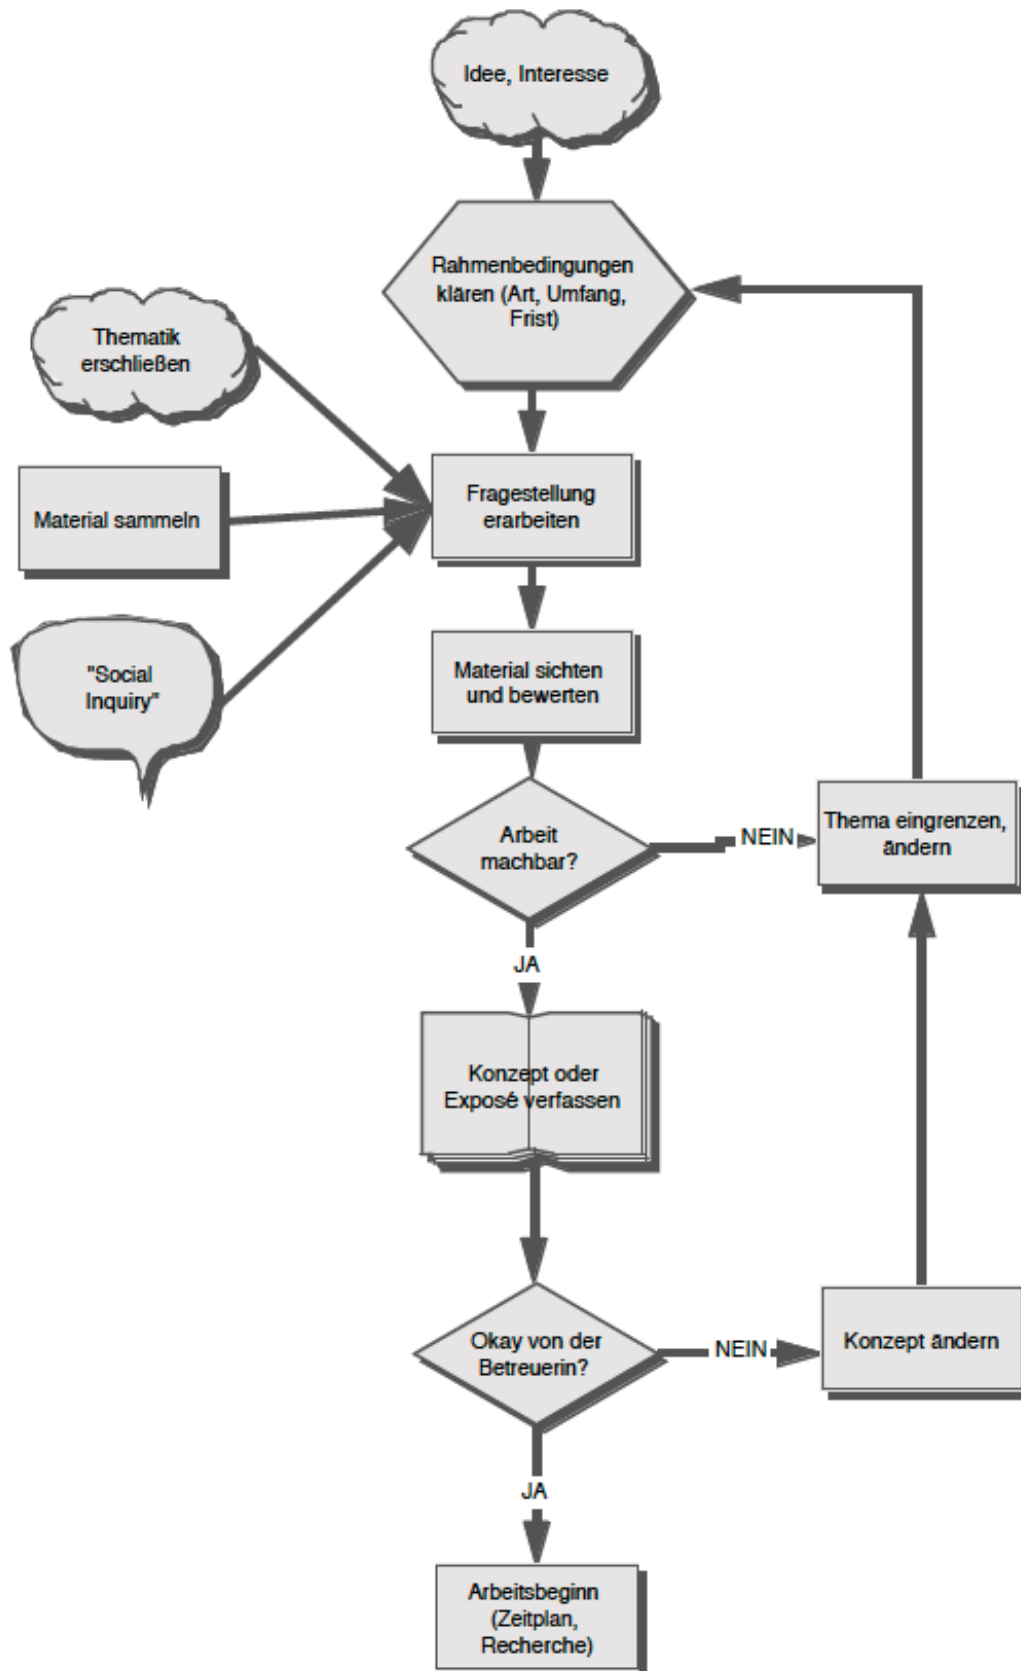 Idee, Interesse
Rahmenbedingungen
klären (Art, Umfang,
Frist)
Thematik
erschließen
Material sammeln
"Social
Inquiry"
Fragestellung
erarbeiten
Material sichten
und bewerten
Arbeit
machbar?
NEIN
Thema eingrenzen,
ändern
JA
Konzept oder
Exposé verfassen
Okay von der
Betreuerin?
NEIN
Konzept ändern
JA
Arbeitsbeginn
(Zeitplan,
Recherche)